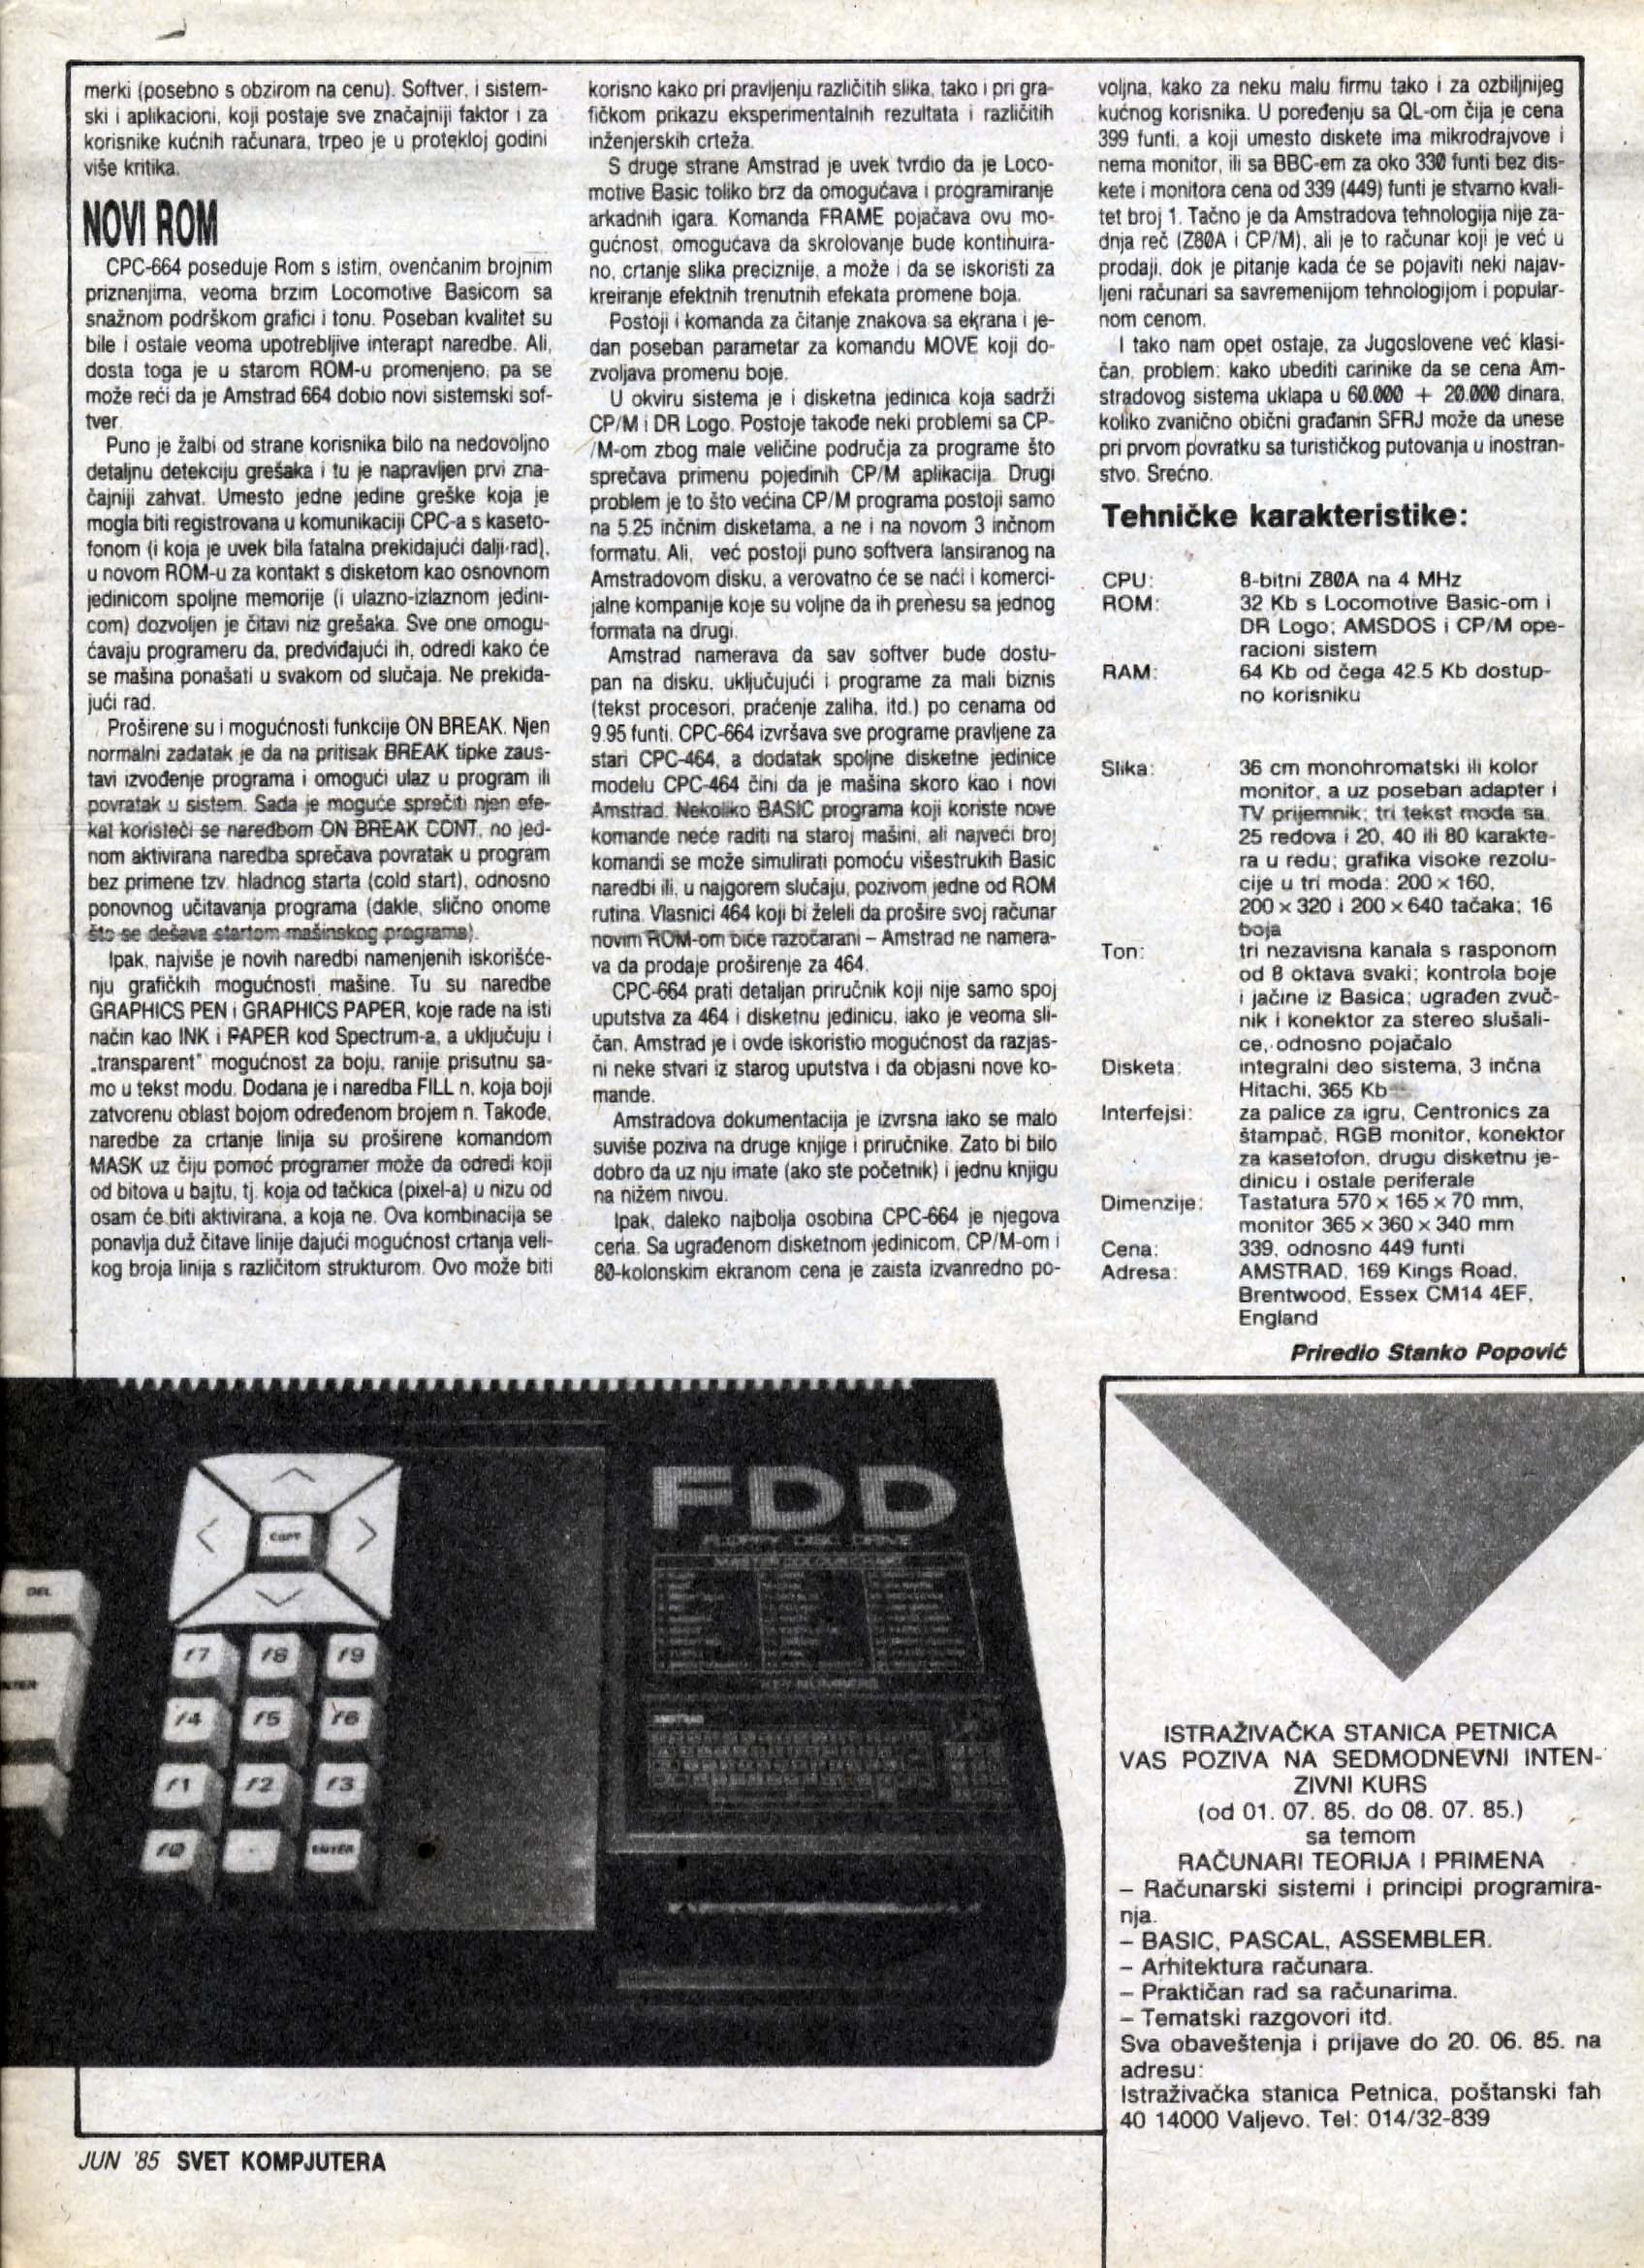 merki (posebno s obzirom na cenu). Softver, i sistem-
ski i aplikacioni, koji postaje sve značajniji faktor i za
korisnike kućnih računara, trpeo je u protekloj godini
više kritika.
NOVI ROM
CPC-664 poseduje Rom s istim, ovenčanim brojnim
priznanjima, veoma brzim Locomotive Basicom sa
snažnom podrškom grafici i tonu. Poseban kvalitet su
bile i ostale veoma upotrebljive interapt naredbe. Ali,
dosta toga je u starom ROM-u promenjeno, pa se
može reći da je Amstrad 664 dobio novi sistemski sof-
tver.
Puno je žalbi od strane korisnika bilo na nedovoljno
detaljnu detekciju grešaka i tu je napravljen prvi zna-
čajniji zahvat. Umesto jedne jedine greške koja je
mogla biti registrovana u komunikaciji CPC-a s kaseto-
fonom (i koja je uvek bila fatalna prekidajući dalji rad),
u novom ROM-u za kontakt s disketom kao osnovnom
jedinicom spoljne memorije (i ulazno-izlaznom jedini-
com) dozvoljen je čitavi niz grešaka. Sve one omogu-
ćavaju programeru da, predviđajući ih, odredi kako će
se mašina ponašati u svakom od slučaja. Ne prekida-
jući rad.
Proširene su i mogućnosti funkcije ON BREAK. Njen
normalni zadatak je da na pritisak BREAK tipke zaus-
tavi izvođenje programa i omogući ulaz u program ili
povratak u sistem. Sada je moguće sprečiti njen efe-
kat koristeći se naredbom ON BREAK CONT, no jed-
nom aktivirana naredba sprečava povratak u program
bez primene tzv. hladnog starta (cold start), odnosno
ponovnog učitavanja programa (dakle, slično onome
što se dešava startom mašinskog programa).
Ipak, najviše je novih naredbi namenjenih iskorišće-
nju grafičkih mogućnosti mašine. Tu su naredbe
GRAPHICS PEN i GRAPHICS PAPER, koje rade na isti
način kao INK i PAPER kod Spectrum-a, a uključuju i
„transparent" mogućnost za boju, ranije prisutnu sa-
mo u tekst modu. Dodana je i naredba FILL n, koja boji
zatvorenu oblast bojom određenom brojem n. Takođe,
naredbe za crtanje linija su proširene komandom
MASK uz čiju pomoć programer može da odredi koji
od bitova u bajtu, tj. koja od tačkica (pixel-a) u nizu od
osam će biti aktivirana, a koja ne. Ova kombinacija se
ponavlja duž čitave linije dajući mogućnost crtanja veli-
kog broja linija s različitom strukturom. Ovo može biti
korisno kako pri pravljenju različitih slika, tako i pri gra-
fičkom prikazu eksperimentalnih rezultata i različitih
inženjerskih crteža.
S druge strane Amstrad je uvek tvrdio da je Loco-
motive Basic toliko brz da omogućava i programiranje
arkadnih igara. Komanda FRAME pojačava ovu mo-
gućnost, omogućava da skrolovanje bude kontinuira-
no, crtanje slika preciznije, a može i da se iskoristi za
kreiranje efektnih trenutnih efekata promene boja.
Postoji i komanda za čitanje znakova sa ekrana i je-
dan poseban parametar za komandu MOVE koji do-
zvoljava promenu boje.
U okviru sistema je i disketna jedinica koja sadrži
CP/M i DR Logo. Postoje takođe neki problemi sa CP-
/M-om zbog male veličine područja za programe što
sprečava primenu pojedinih CP/M aplikacija. Drugi
problem je to što većina CP/M programa postoji samo
na 5.25 inčnim disketama, a ne i na novom 3 inčnom
formatu. Ali, već postoji puno softvera lansiranog na
Amstradovom disku, a verovatno će se naći i komerci-
jalne kompanije koje su voljne da ih prenesu sa jednog
formata na drugi.
Amstrad namerava da sav softver bude dostu-
pan na disku, uključujući i programe za mali biznis
(tekst procesori, praćenje zaliha, itd.) po cenama od
9.95 funti. CPC-664 izvršava sve programe pravljene za
stari CPC-464, a dodatak spoljne disketne jedinice
modelu CPC-464 čini da je mašina skoro kao i novi
Amstrad. Nekoliko BASIC programa koji koriste nove
komande neće raditi na staroj mašini, ali najveći broj
komandi se može simulirati pomoću višestrukih Basic
naredbi ili, u najgorem slučaju, pozivom jedne od ROM
rutina. Vlasnici 464 koji bi želeli da prošire svoj računar
novim ROM-om biće razočarani – Amstrad ne namera-
va da prodaje proširenje za 464.
CPC-664 prati detaljan priručnik koji nije samo spoj
uputstva za 464 i disketnu jedinicu, iako je veoma sli-
čan. Amstrad je i ovde iskoristio mogućnost da razjas-
ni neke stvari iz starog uputstva i da objasni nove ko-
mande.
Amstradova dokumentacija je izvrsna iako se malo
suviše poziva na druge knjige i priručnike. Zato bi bilo
dobro da uz nju imate (ako ste početnik) i jednu knjigu
na nižem nivou.
Ipak, daleko najbolja osobina CPC-664 je njegova
cena. Sa ugrađenom disketnom jedinicom, CP/M-om i
80-kolonskim ekranom cena je zaista izvanredno po-
voljna, kako za neku malu firmu tako i za ozbiljnijeg
kućnog korisnika. U poređenju sa QL-om čija je cena
399 funti, a koji umesto diskete ima mikrodrajvove i
nema monitor, ili sa BBC-em za oko 330 funti bez dis-
kete i monitora cena od 339 (449) funti je stvarno kvali-
tet broj 1. Tačno je da Amstradova tehnologija nije za-
dnja reč (Z80A i CP/M), ali je to računar koji je već u
prodaji, dok je pitanje kada će se pojaviti neki najav-
ljeni računari sa savremenijom tehnologijom i popular-
nom cenom.
I tako nam opet ostaje, za Jugoslovene već klasi-
čan, problem: kako ubediti carinike da se cena Am-
stradovog sistema uklapa u 60.000 + 20.000 dinara,
koliko zvanično obični građanin SFRJ može da unese
pri prvom povratku sa turističkog putovanja u inostran-
stvo. Srećno.
Tehničke karakteristike:
CPU: 8-bitni Z80A na 4 MHz
ROM: 32 Kb s Locomotive Basic-om i
DR Logo; AMSDOS i CP/M ope-
racioni sistem
RAM: 64 Kb od čega 42.5 Kb dostup-
no korisniku
Slika: 36 cm monohromatski ili kolor
monitor, a uz poseban adapter i
TV prijemnik; tri tekst moda sa
25 redova i 20, 40 ili 80 karakte-
ra u redu; grafika visoke rezolu-
cije u tri moda: 200 × 160,
200 × 320 i 200 × 640 tačaka; 16
boja
Ton: tri nezavisna kanala s rasponom
od 8 oktava svaki; kontrola boje
i jačine iz Basica; ugrađen zvuč-
nik i konektor za stereo slušali-
ce, odnosno pojačalo
Disketa: integralni deo sistema, 3 inčna
Hitachi, 365 Kb
Interfejsi: za palice za igru, Centronics za
štampač, RGB monitor, konektor
za kasetofon, drugu disketnu je-
dinicu i ostale periferale
Dimenzije: Tastatura 570 × 165 × 70 mm,
monitor 365 × 360 × 340 mm
Cena: 339, odnosno 449 funti
Adresa: AMSTRAD, 169 Kings Road,
Brentwood, Essex CM14 4EF,
England
Priredio Stanko Popović
FDD
FLOPPY DISC DRIVE
MASTER COLOUR CHART
KEY NUMBERS
AMSTRAD
COPY
DEL
f7 f8 f9
f4 f5 f6
f1 f2 f3
f0 . ENTER
ISTRAŽIVAČKA STANICA PETNICA
VAS POZIVA NA SEDMODNEVNI INTEN-
ZIVNI KURS
(od 01. 07. 85. do 08. 07. 85.)
sa temom
RAČUNARI TEORIJA I PRIMENA
– Računarski sistemi i principi programira-
nja.
– BASIC, PASCAL, ASSEMBLER.
– Arhitektura računara.
– Praktičan rad sa računarima.
– Tematski razgovori itd.
Sva obaveštenja i prijave do 20. 06. 85. na
adresu:
Istraživačka stanica Petnica, poštanski fah
40 14000 Valjevo. Tel: 014/32-839
JUN '85 SVET KOMPJUTERA